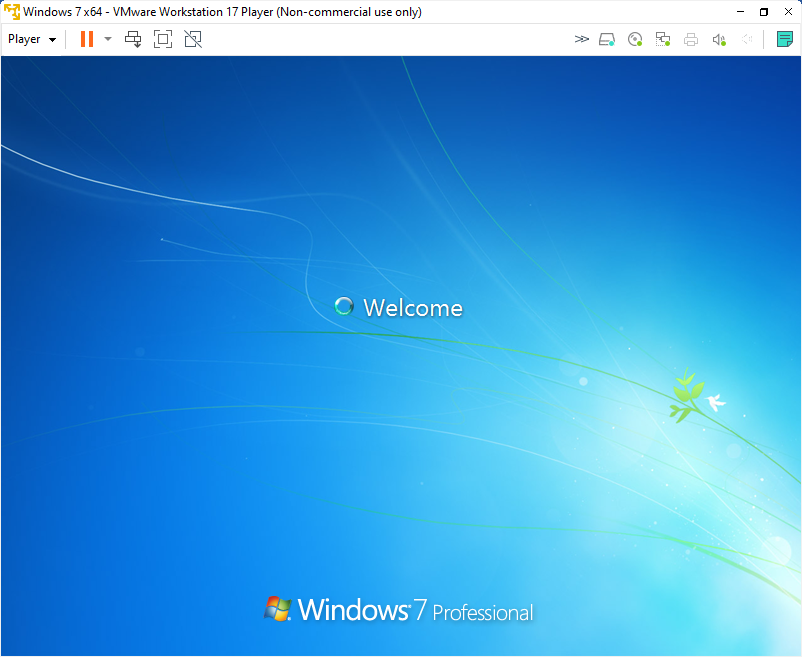 Windows 7 x64 - VMware Workstation 17 Player (Non-commercial use only)
Player
Welcome
Windows 7 Professional